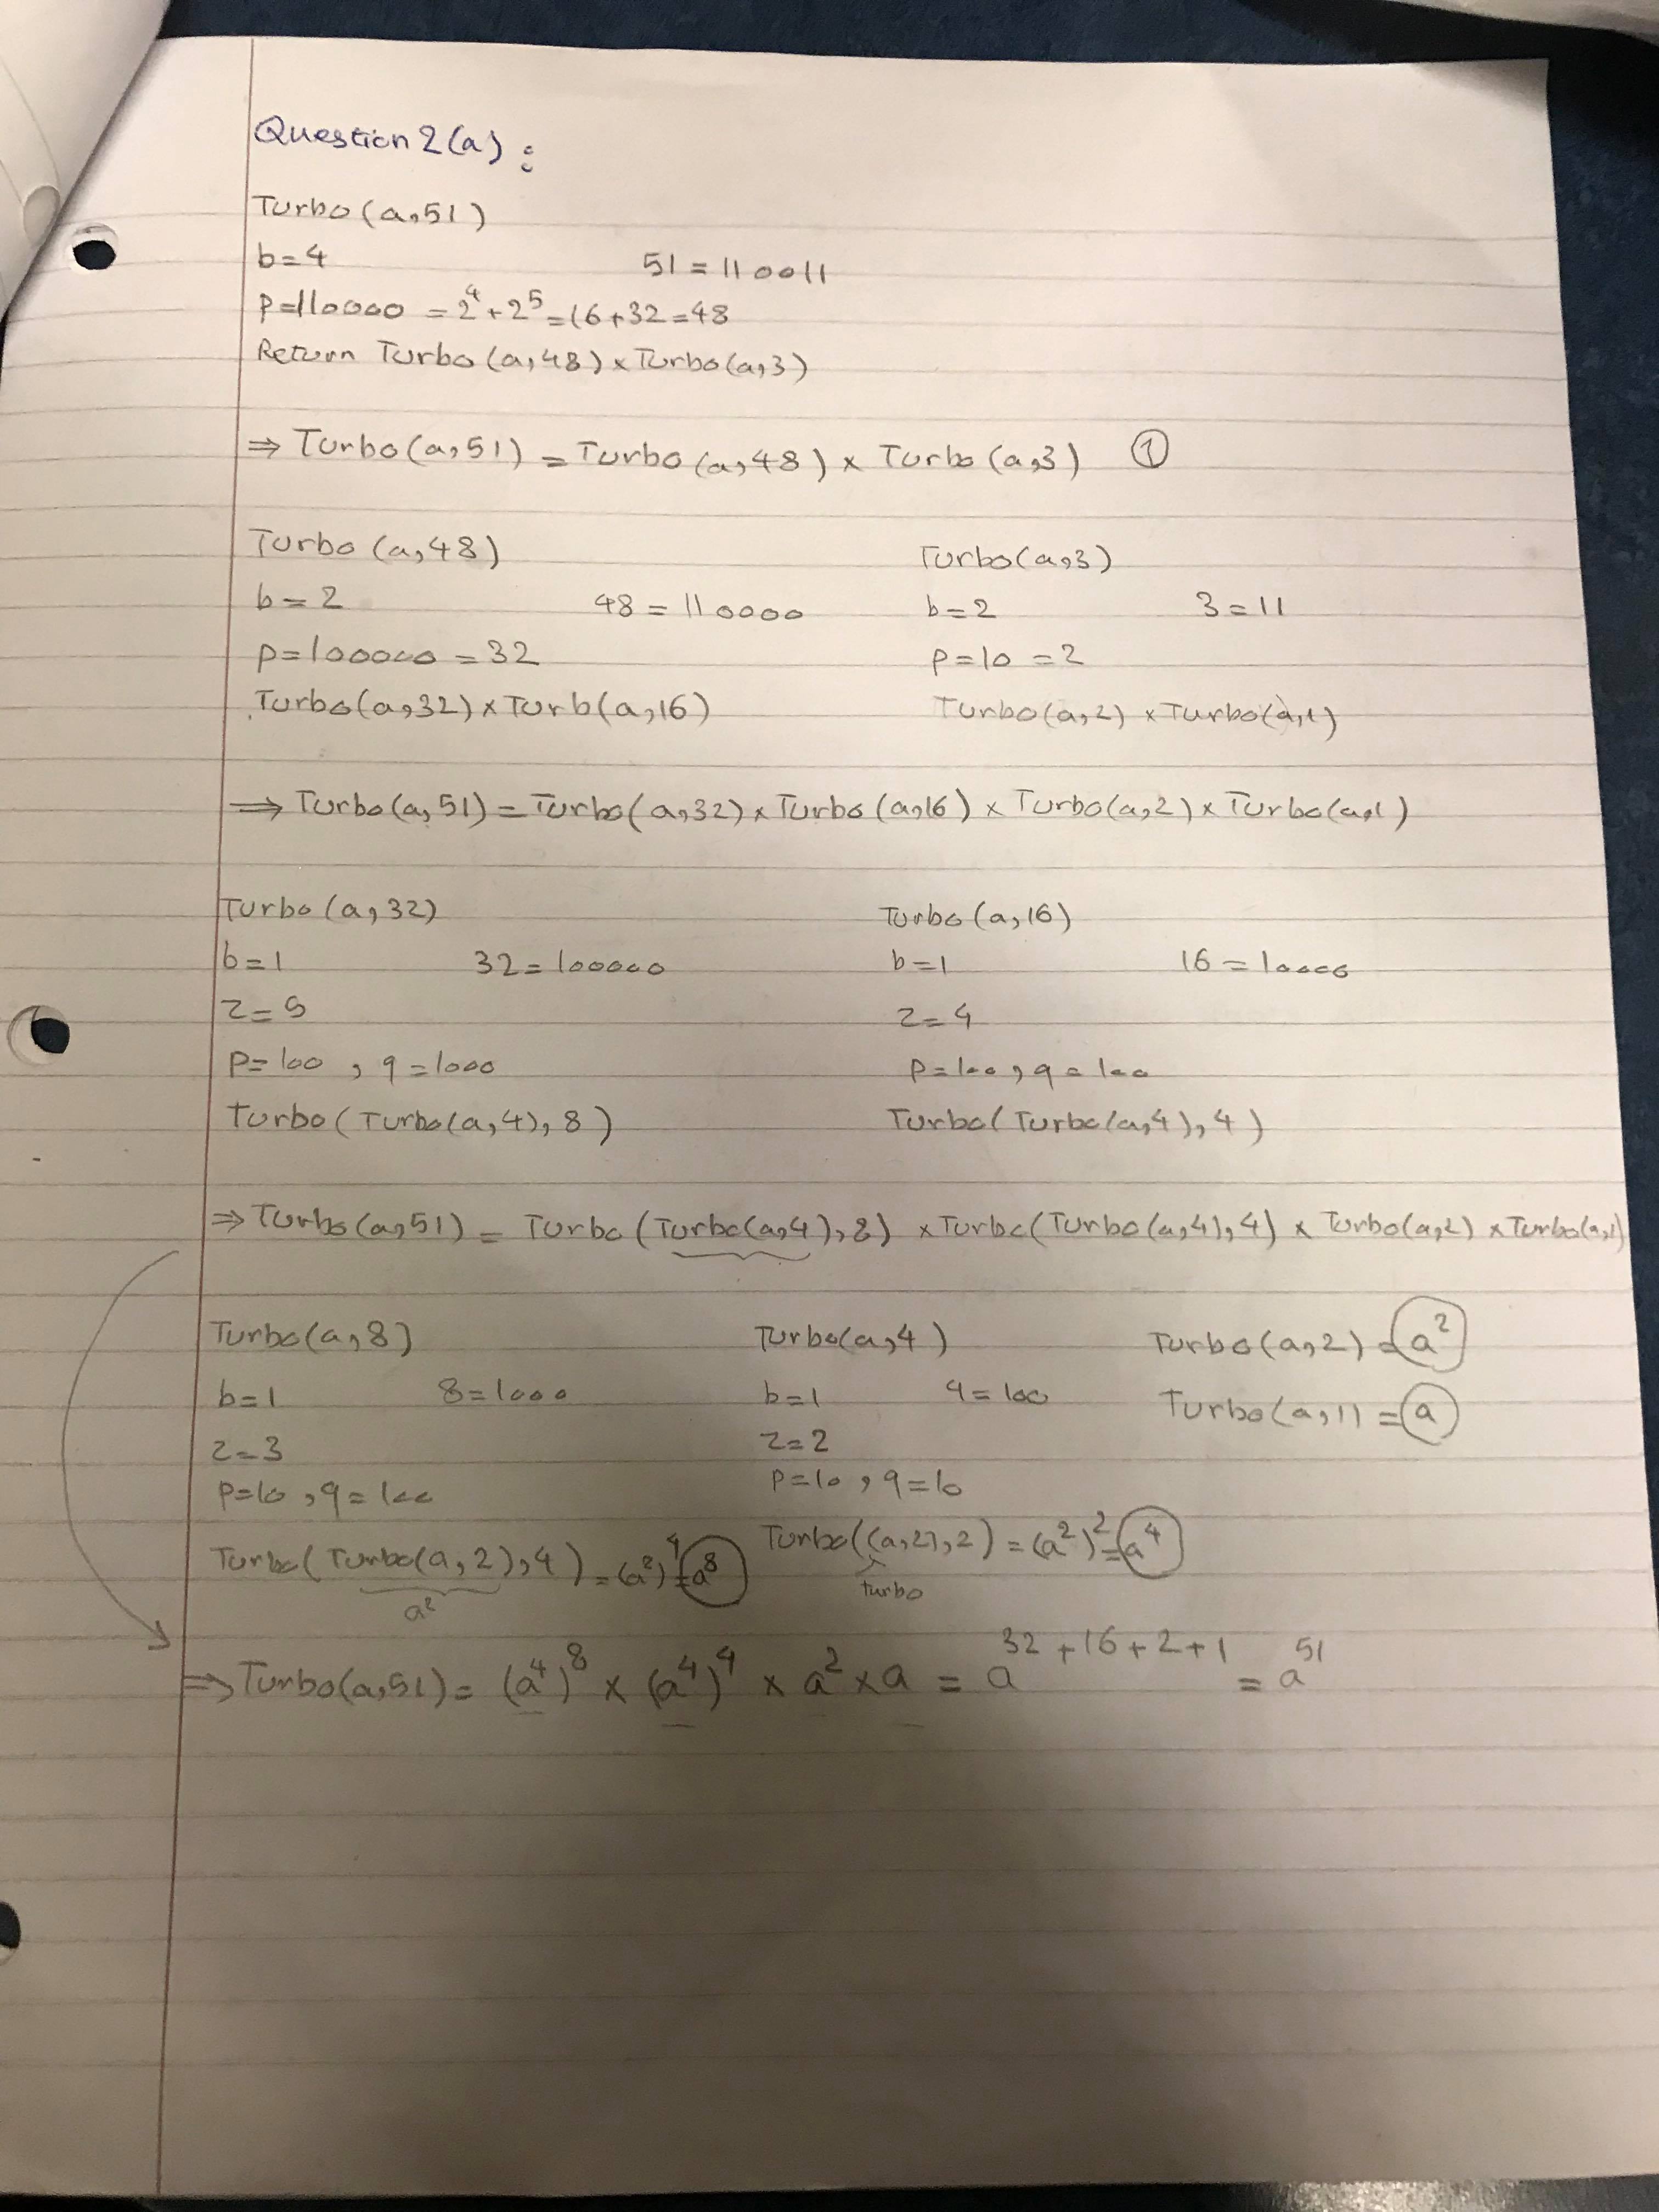 Question 2(a):
Turbo(a,51)
b=4 51=110011
P=110000 = 2^4+2^5=16+32=48
Return Turbo(a,48)×Turbo(a,3)
⇒ Turbo(a,51) = Turbo(a,48) × Turbo(a,3) ①
Turbo(a,48) Turbo(a,3)
b=2 48=110000 b=2 3=11
P=100000=32 P=10=2
Turbo(a,32)×Turb(a,16) Turbo(a,2)×Turbo(a,1)
⇒ Turbo(a,51)=Turbo(a,32)×Turbo(a,16)×Turbo(a,2)×Turbo(a,1)
Turbo(a,32) Turbo(a,16)
b=1 32=100000 b=1 16=10000
z=5 z=4
P=100, q=1000 P=100, q=100
Turbo(Turbo(a,4),8) Turbo(Turbo(a,4),4)
⇒Turbo(a,51) = Turbo(Turbo(a,4),8) ×Turbo(Turbo(a,4),4) × Turbo(a,2) ×Turbo(a,1)
Turbo(a,8) Turbo(a,4) Turbo(a,2)=a^2
b=1 8=1000 b=1 4=100 Turbo(a,1)=a
z=3 z=2
P=10, q=100 P=10, q=10
Turbo(Turbo(a,2),4)=(a^2)^4=a^8 Turbo((a,2),2)=(a^2)^2=a^4
a^2 turbo
⇒Turbo(a,51)= (a^4)^8 × (a^4)^4 × a^2 × a = a^32+16+2+1 = a^51